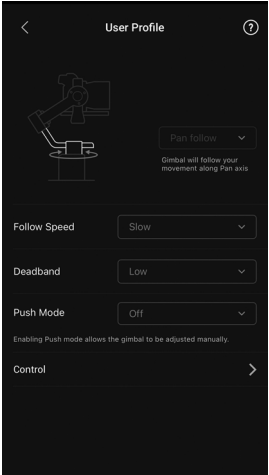 User Profile
?
Pan follow
Gimbal will follow your
movement along Pan axis
Follow Speed
Slow
Deadband
Low
Push Mode
Off
Enabling Push mode allows the gimbal to be adjusted manually.
Control